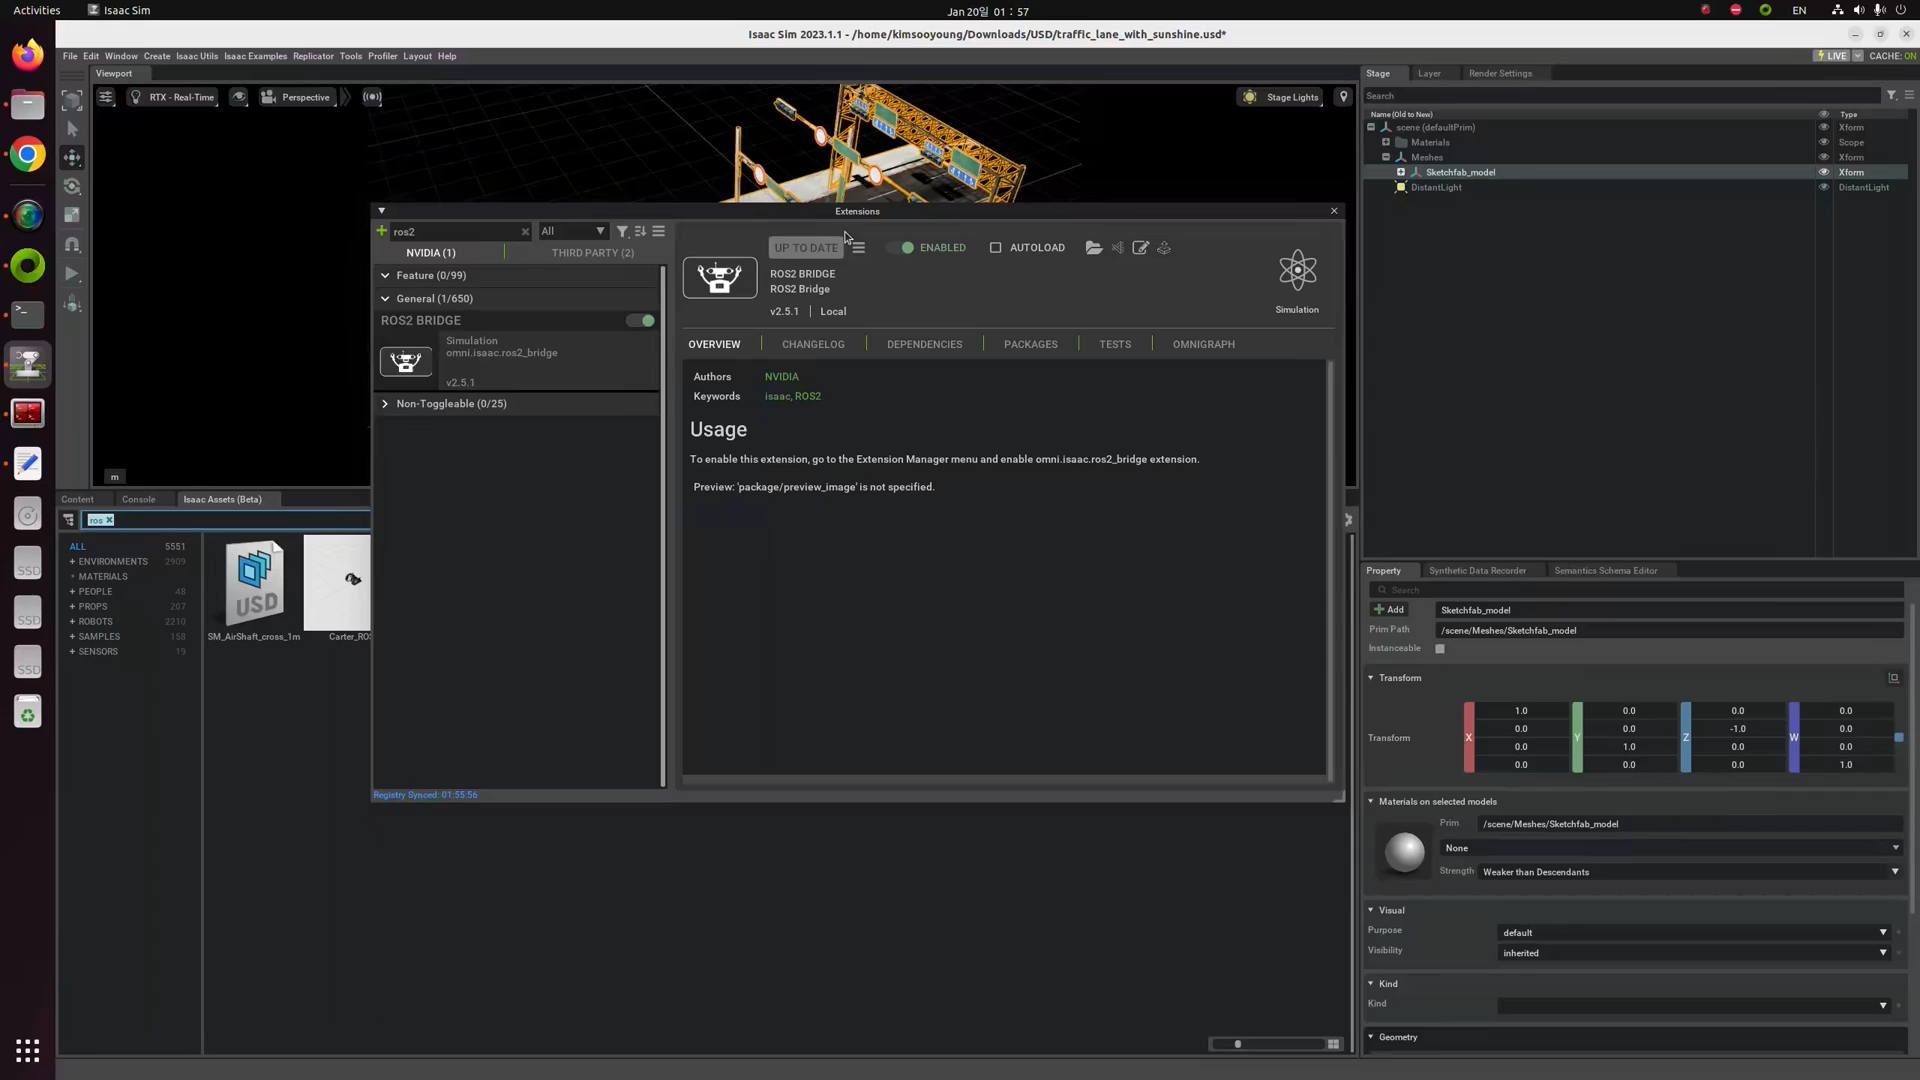 Activities
Isaac Sim
Jan 20일 01 : 57
EN
Isaac Sim 2023.1.1 - /home/kimsooyoung/Downloads/USD/traffic_lane_with_sunshine.usd*
File Edit Window Create Isaac Utils Isaac Examples Replicator Tools Profiler Layout Help
LIVE CACHE: ON
Viewport
RTX - Real-Time
Perspective
Stage Lights
m
Stage Layer Render Settings
Search
Name (Old to New) Type
scene (defaultPrim) Xform
Materials Scope
Meshes Xform
Sketchfab_model Xform
DistantLight DistantLight
Extensions
ros2
All
NVIDIA (1) THIRD PARTY (2)
Feature (0/99)
General (1/650)
ROS2 BRIDGE
Simulation
omni.isaac.ros2_bridge
v2.5.1
Non-Toggleable (0/25)
Registry Synced: 01:55:56
UP TO DATE
ENABLED
AUTOLOAD
ROS2 BRIDGE
ROS2 Bridge
v2.5.1 | Local
Simulation
OVERVIEW CHANGELOG DEPENDENCIES PACKAGES TESTS OMNIGRAPH
Authors NVIDIA
Keywords isaac, ROS2
Usage
To enable this extension, go to the Extension Manager menu and enable omni.isaac.ros2_bridge extension.
Preview: 'package/preview_image' is not specified.
Content Console Isaac Assets (Beta)
ros
ALL 5551
+ ENVIRONMENTS 2909
MATERIALS
+ PEOPLE 48
+ PROPS 207
+ ROBOTS 2210
+ SAMPLES 158
+ SENSORS 19
USD
SM_AirShaft_cross_1m
Carter_ROS
SSD
SSD
SSD
Property Synthetic Data Recorder Semantics Schema Editor
Search
Add
Sketchfab_model
Prim Path /scene/Meshes/Sketchfab_model
Instanceable
Transform
Transform
X Y Z W
1.0 0.0 0.0 0.0
0.0 0.0 -1.0 0.0
0.0 1.0 0.0 0.0
0.0 0.0 0.0 1.0
Materials on selected models
Prim /scene/Meshes/Sketchfab_model
None
Strength Weaker than Descendants
Visual
Purpose default
Visibility inherited
Kind
Kind
Geometry